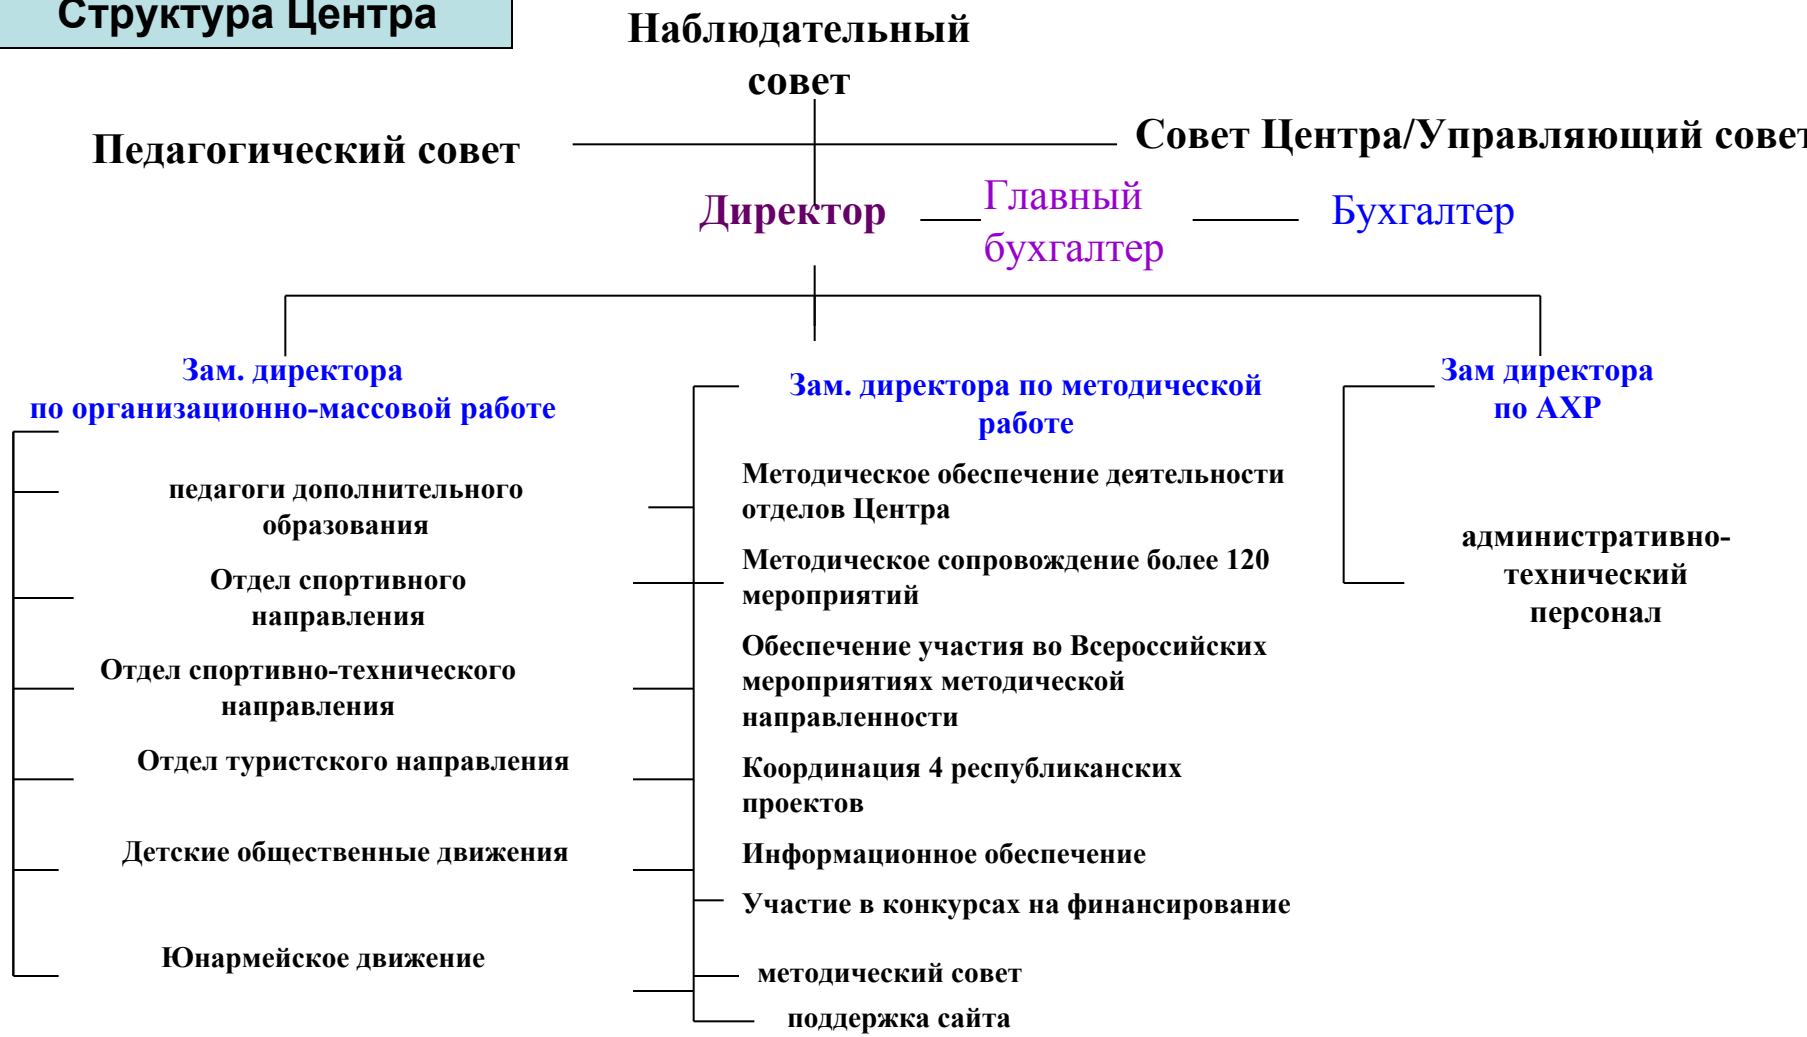 Структура Центра
Наблюдательный
совет
Педагогический совет
Совет Центра/Управляющий совет
Директор
Главный
бухгалтер
Бухгалтер
Зам. директора
по организационно-массовой работе
педагоги дополнительного
образования
Отдел спортивного
направления
Отдел спортивно-технического
направления
Отдел туристского направления
Детские общественные движения
Юнармейское движение
Зам. директора по методической
работе
Методическое обеспечение деятельности
отделов Центра
Методическое сопровождение более 120
мероприятий
Обеспечение участия во Всероссийских
мероприятиях методической
направленности
Координация 4 республиканских
проектов
Информационное обеспечение
Участие в конкурсах на финансирование
методический совет
поддержка сайта
Зам директора
по АХР
административно-
технический
персонал